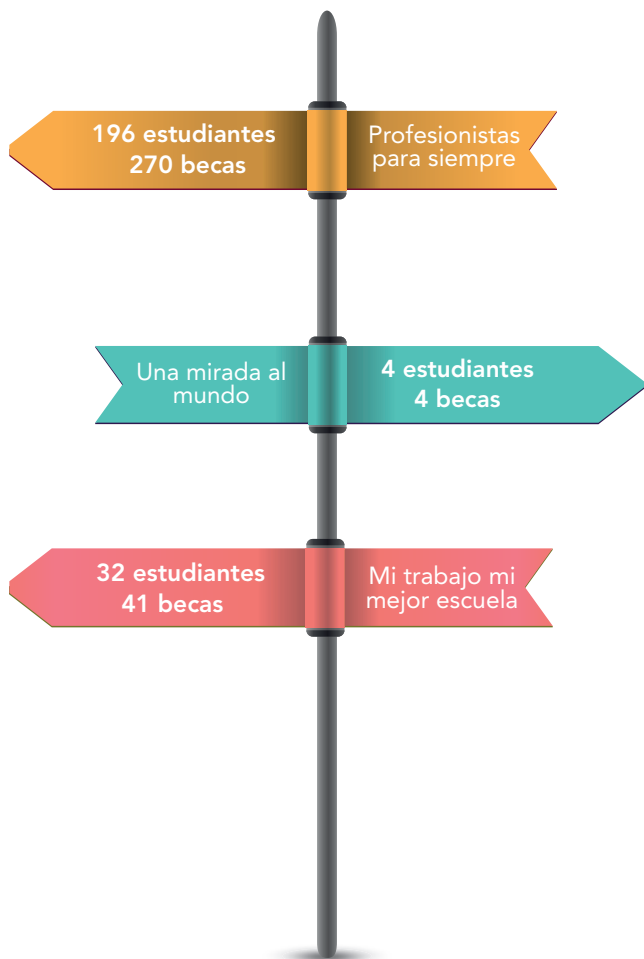 196 estudiantes
270 becas
Profesionistas
para siempre
Una mirada al
mundo
4 estudiantes
4 becas
32 estudiantes
41 becas
Mi trabajo mi
mejor escuela